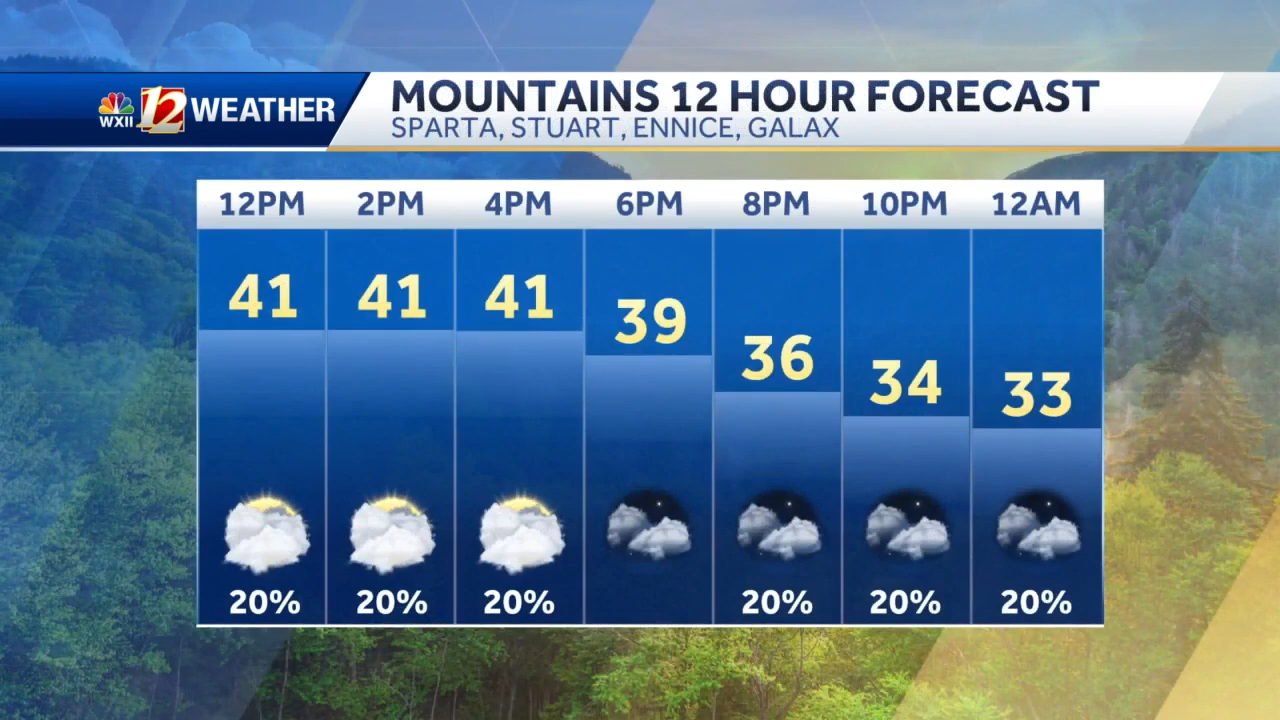 WXII 12 WEATHER
MOUNTAINS 12 HOUR FORECAST
SPARTA, STUART, ENNICE, GALAX
12PM 2PM 4PM 6PM 8PM 10PM 12AM
41 41 41 39 36 34 33
20% 20% 20% 20% 20% 20%